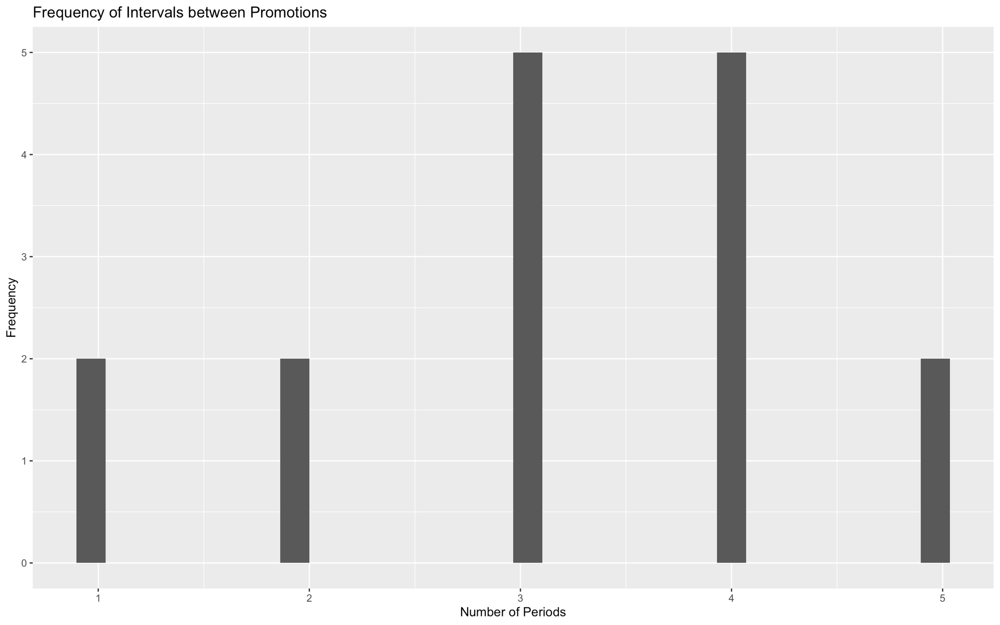 Frequency of Intervals between Promotions
5
4
3
2
1
0
Frequency
1 2 3 4 5
Number of Periods